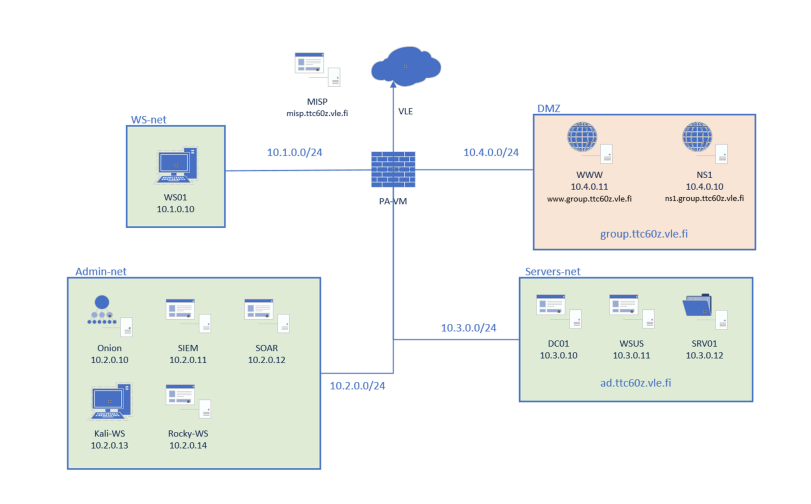 MISP
misp.ttc60z.vle.fi
VLE
WS-net
10.1.0.0/24
WS01
10.1.0.10
PA-VM
10.4.0.0/24
DMZ
WWW
10.4.0.11
www.group.ttc60z.vle.fi
NS1
10.4.0.10
ns1.group.ttc60z.vle.fi
group.ttc60z.vle.fi
Admin-net
Onion
10.2.0.10
SIEM
10.2.0.11
SOAR
10.2.0.12
Kali-WS
10.2.0.13
Rocky-WS
10.2.0.14
10.2.0.0/24
10.3.0.0/24
Servers-net
DC01
10.3.0.10
WSUS
10.3.0.11
SRV01
10.3.0.12
ad.ttc60z.vle.fi